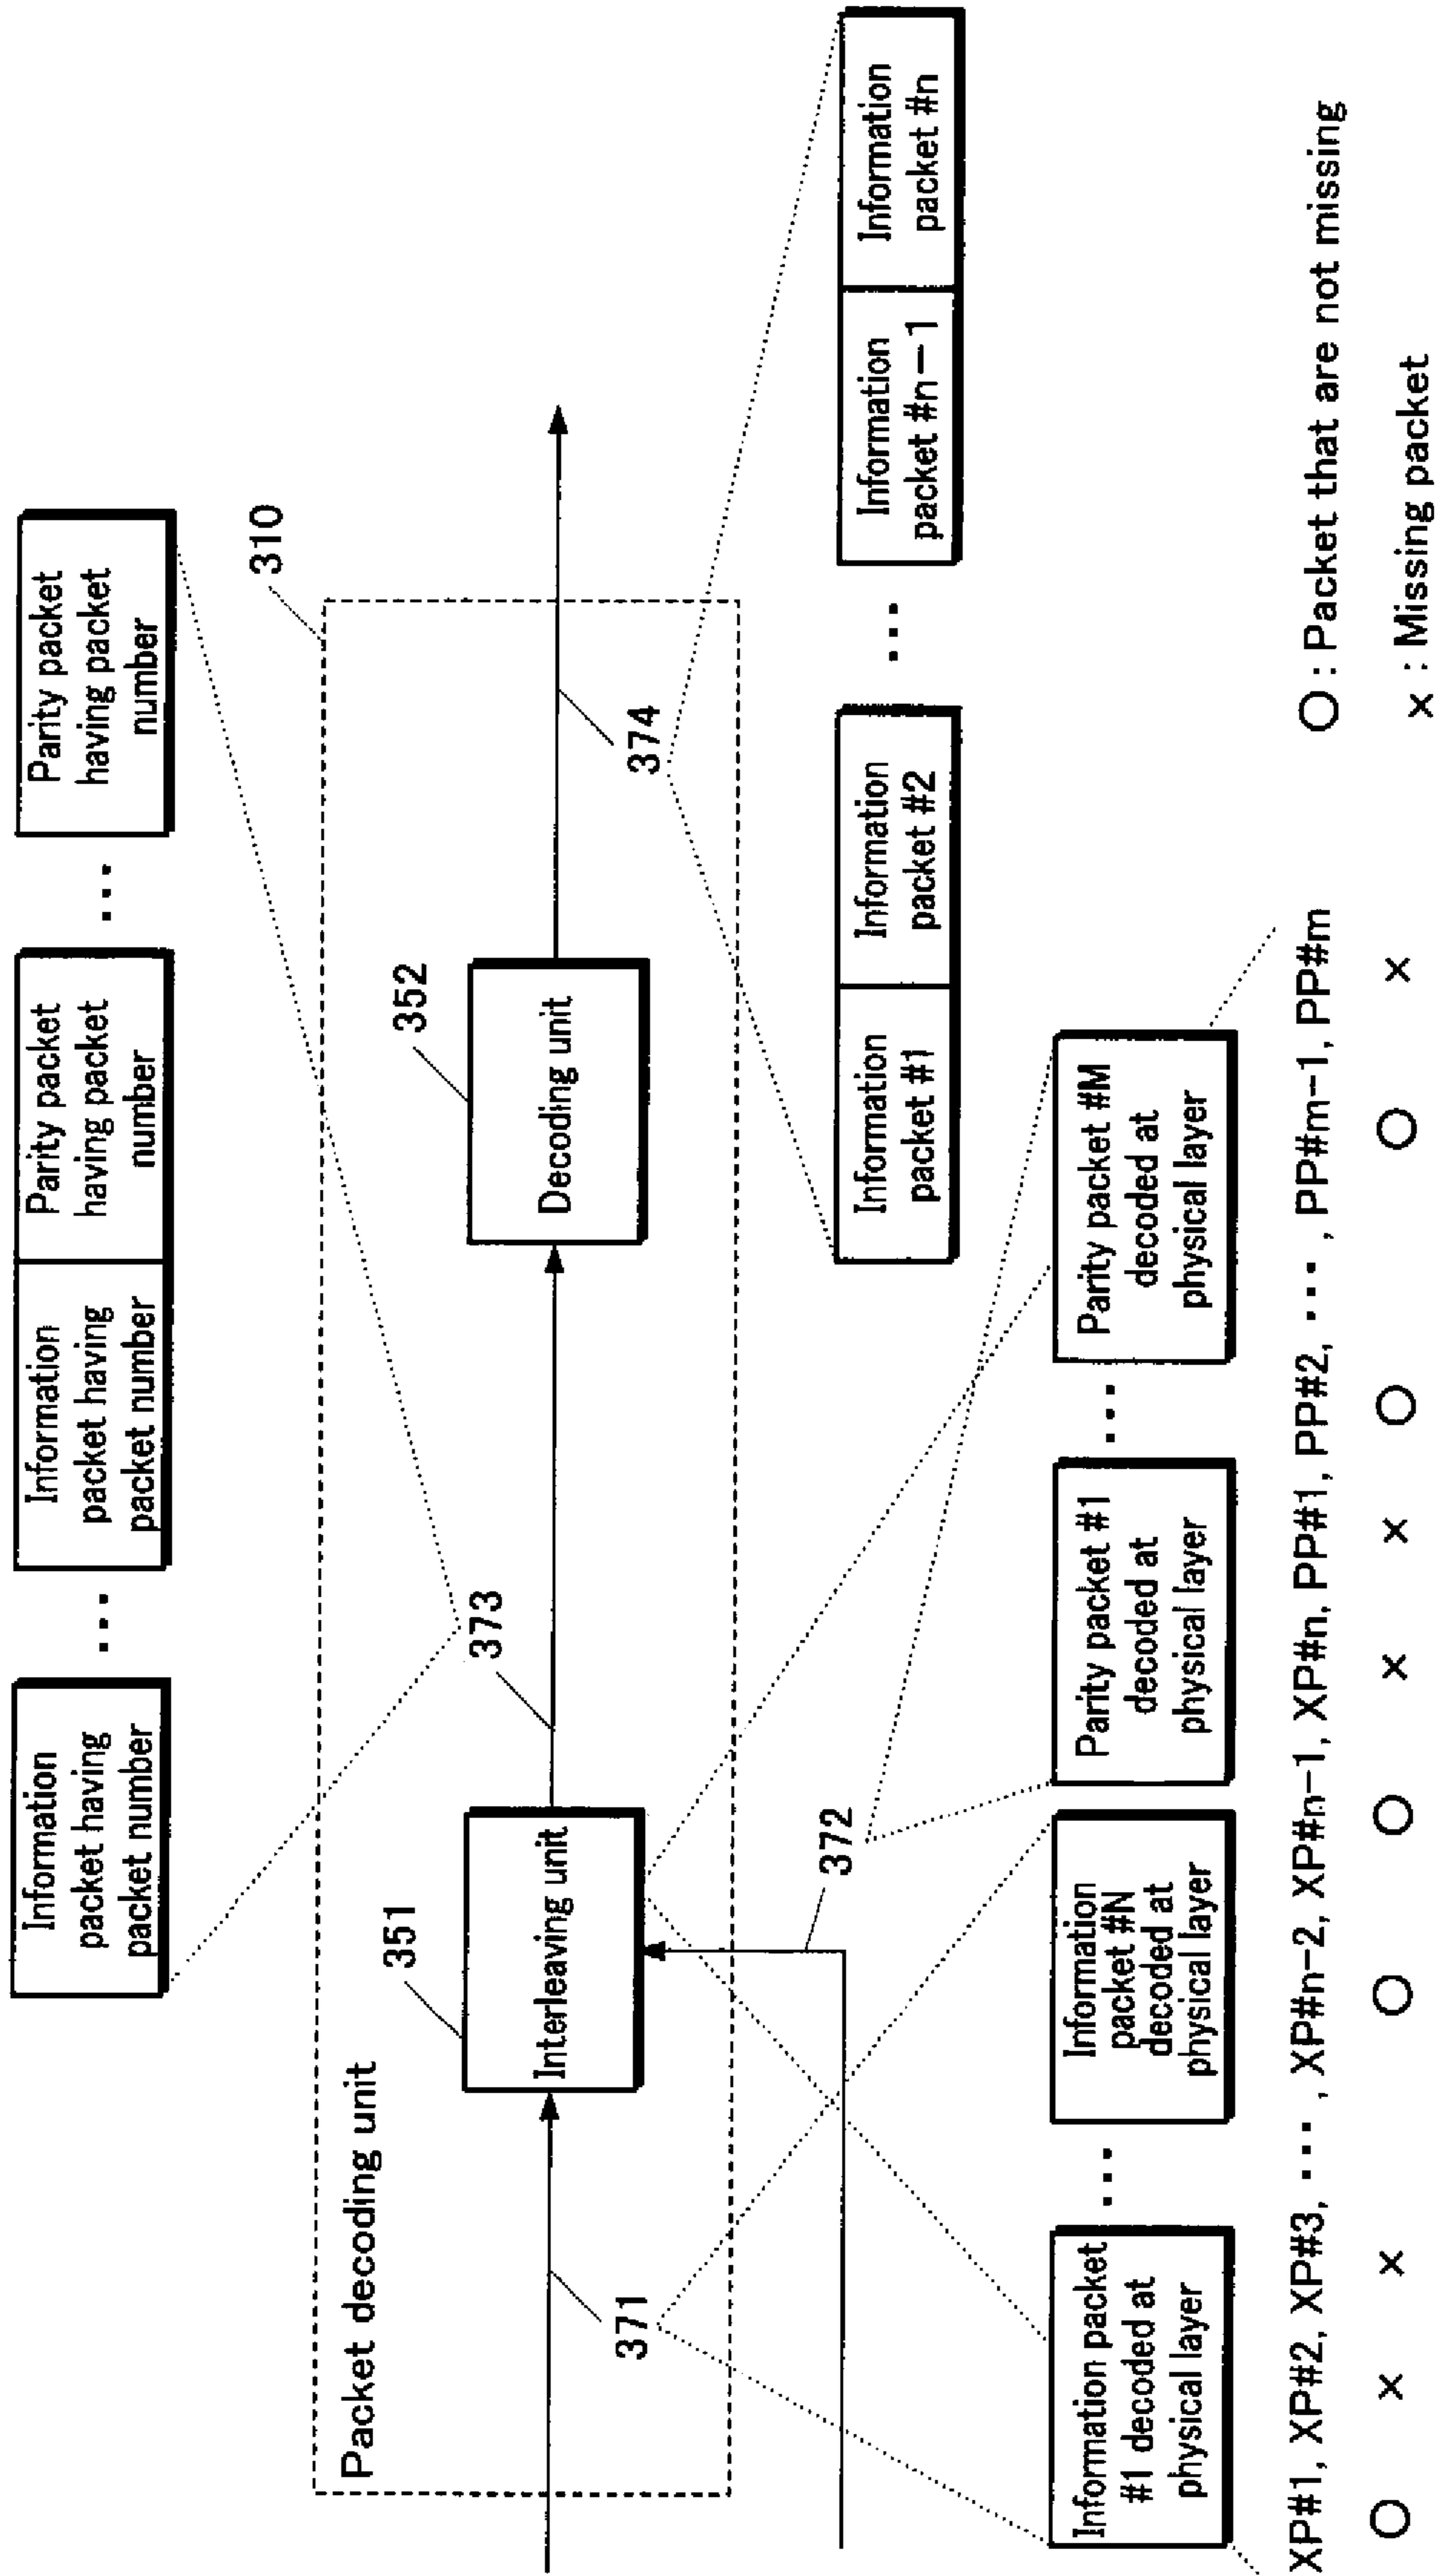 Information
packet having
packet number
...
Information
packet having
packet number
Parity packet
having packet
number
...
Parity packet
having packet
number
310
Packet decoding unit
351
Interleaving unit
373
352
Decoding unit
371
374
372
Information
packet #1
Information
packet #2
...
Information
packet #n-1
Information
packet #n
Information packet
#1 decoded at
physical layer
...
Information
packet #N
decoded at
physical layer
Parity packet #1
decoded at
physical layer
...
Parity packet #M
decoded at
physical layer
XP#1, XP#2, XP#3, ... , XP#n-2, XP#n-1, XP#n, PP#1, PP#2, ... , PP#m-1, PP#m
○ × × ○ ○ × × ○ ○ ×
○ : Packet that are not missing
× : Missing packet